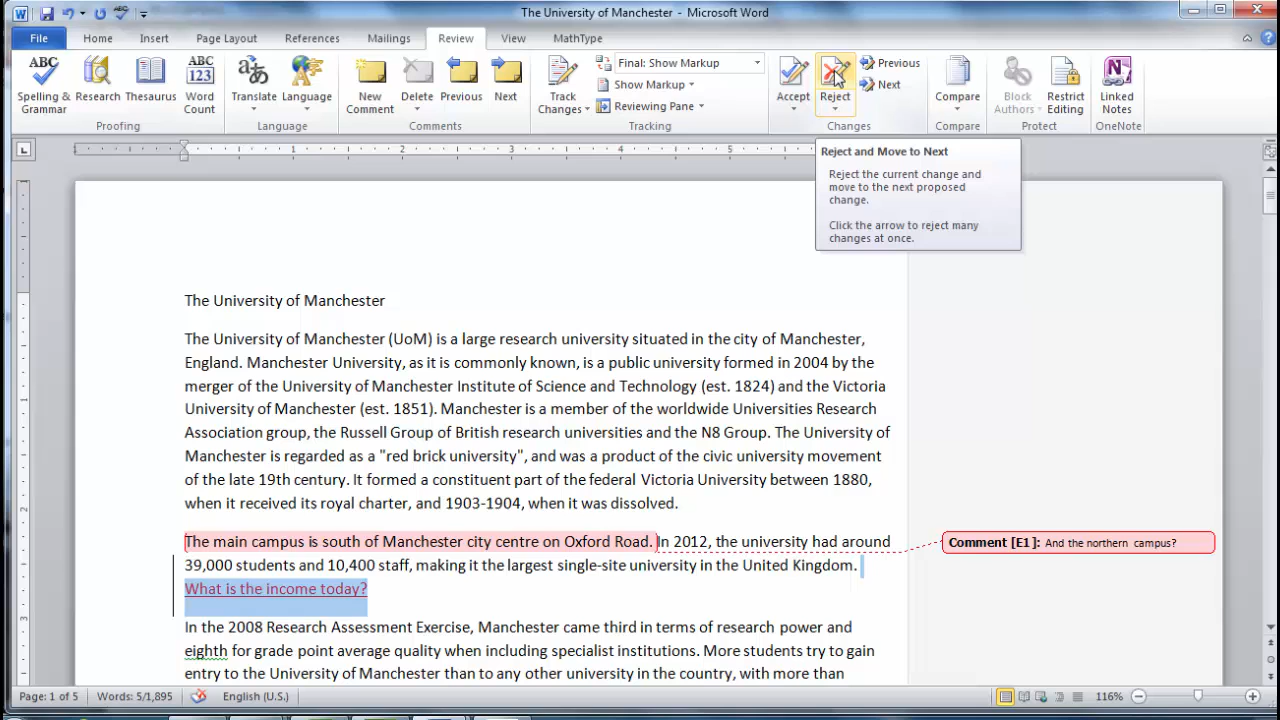 The University of Manchester - Microsoft Word
File Home Insert Page Layout References Mailings Review View MathType
Spelling & Grammar
Research
Thesaurus
Word Count
Proofing
Translate
Language
Language
New Comment
Delete
Previous
Next
Comments
Track Changes
Final: Show Markup
Show Markup
Reviewing Pane
Tracking
Accept
Reject
Previous
Next
Changes
Compare
Compare
Block Authors
Restrict Editing
Protect
Linked Notes
OneNote
Reject and Move to Next
Reject the current change and
move to the next proposed
change.
Click the arrow to reject many
changes at once.
1 2 3 4 5
The University of Manchester
The University of Manchester (UoM) is a large research university situated in the city of Manchester,
England. Manchester University, as it is commonly known, is a public university formed in 2004 by the
merger of the University of Manchester Institute of Science and Technology (est. 1824) and the Victoria
University of Manchester (est. 1851). Manchester is a member of the worldwide Universities Research
Association group, the Russell Group of British research universities and the N8 Group. The University of
Manchester is regarded as a "red brick university", and was a product of the civic university movement
of the late 19th century. It formed a constituent part of the federal Victoria University between 1880,
when it received its royal charter, and 1903-1904, when it was dissolved.
The main campus is south of Manchester city centre on Oxford Road. In 2012, the university had around
39,000 students and 10,400 staff, making it the largest single-site university in the United Kingdom.
What is the income today?
Comment [E1]: And the northern campus?
In the 2008 Research Assessment Exercise, Manchester came third in terms of research power and
eighth for grade point average quality when including specialist institutions. More students try to gain
entry to the University of Manchester than to any other university in the country, with more than
Page: 1 of 5 Words: 5/1,895 English (U.S.) 116%